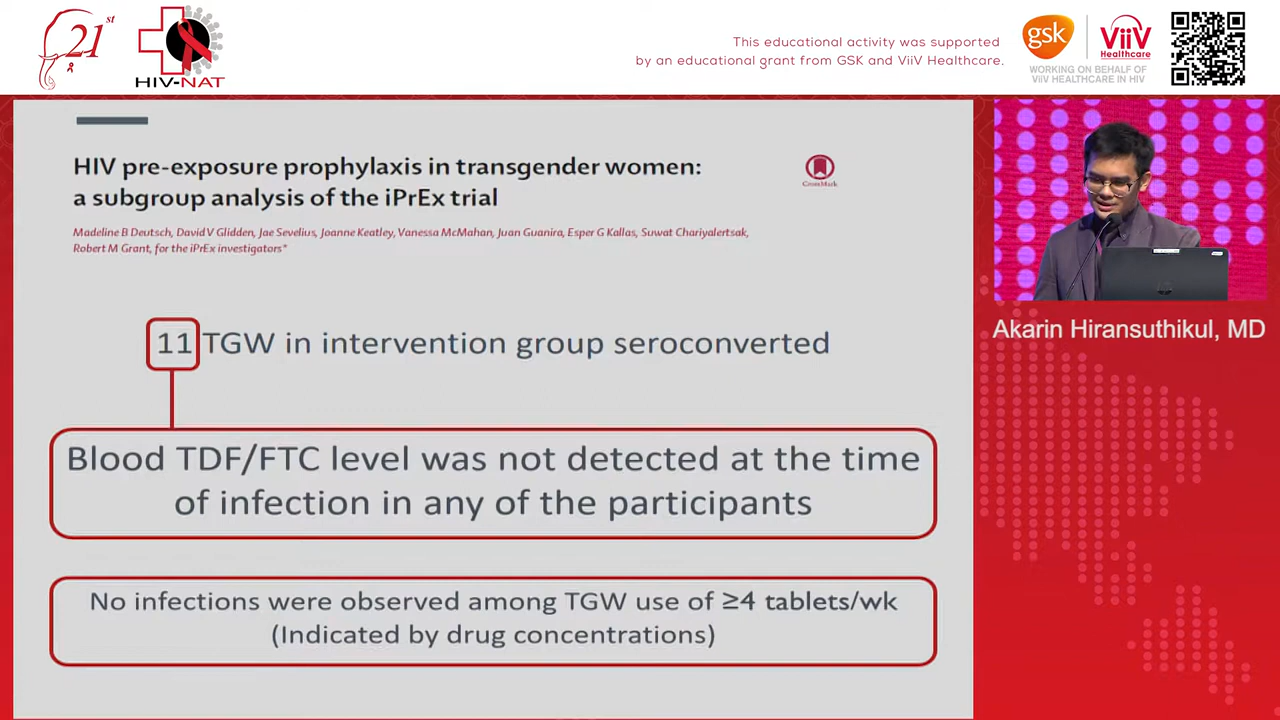 21st
HIV-NAT
This educational activity was supported
by an educational grant from GSK and ViiV Healthcare.
gsk
ViiV
Healthcare
WORKING ON BEHALF OF
ViiV HEALTHCARE IN HIV
HIV pre-exposure prophylaxis in transgender women:
a subgroup analysis of the iPrEx trial
CrossMark
Madeline B Deutsch, David V Glidden, Jae Sevelius, Joanne Keatley, Vanessa McMahan, Juan Guanira, Esper G Kallas, Suwat Chariyalertsak,
Robert M Grant, for the iPrEx investigators*
11 TGW in intervention group seroconverted
Blood TDF/FTC level was not detected at the time
of infection in any of the participants
No infections were observed among TGW use of ≥4 tablets/wk
(Indicated by drug concentrations)
Akarin Hiransuthikul, MD